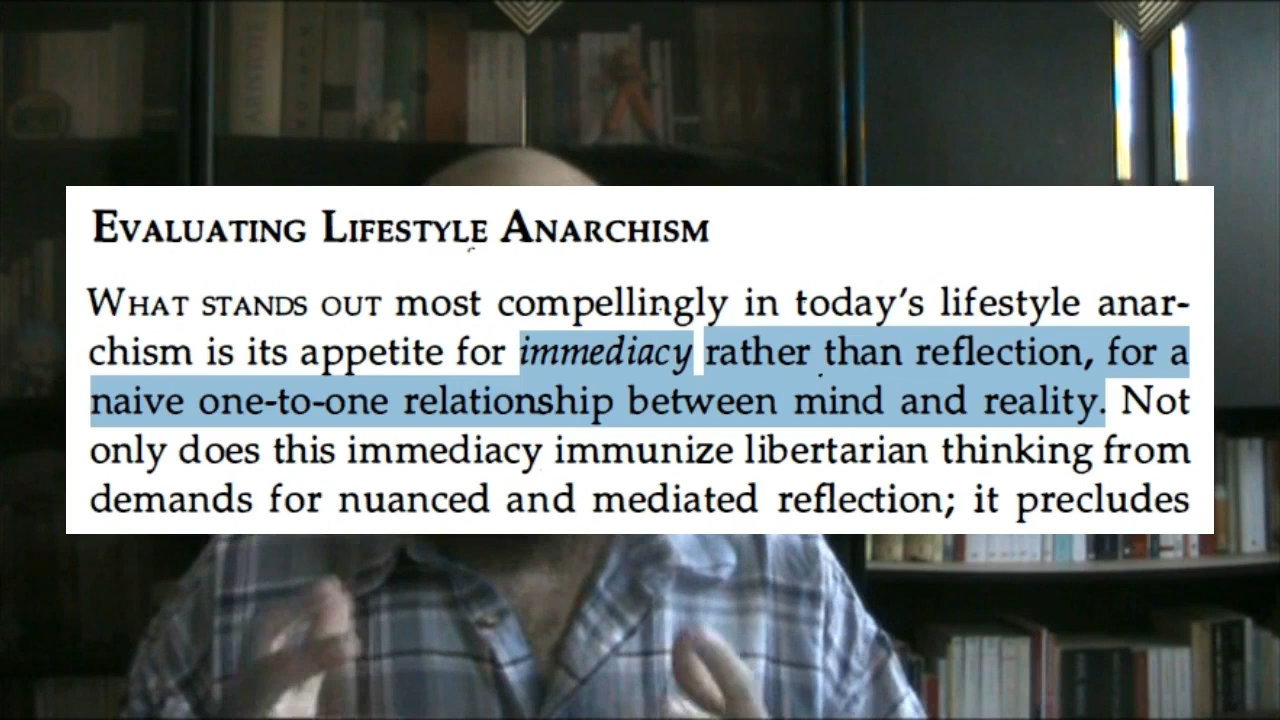 EVALUATING LIFESTYLE ANARCHISM
WHAT STANDS OUT most compellingly in today's lifestyle anar-
chism is its appetite for immediacy rather than reflection, for a
naive one-to-one relationship between mind and reality. Not
only does this immediacy immunize libertarian thinking from
demands for nuanced and mediated reflection; it precludes